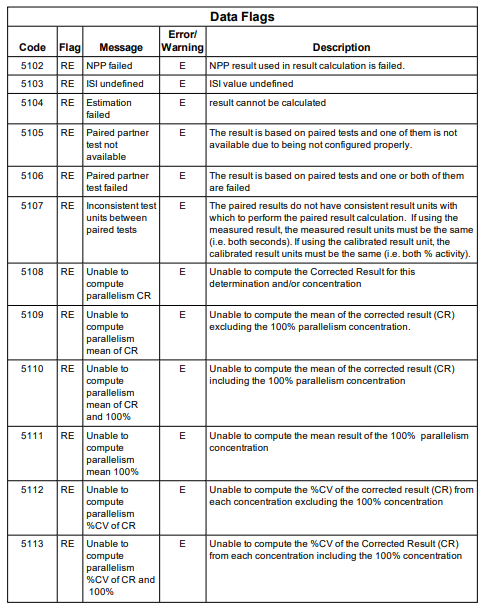 Data Flags
Code Flag Message Error/ Warning Description
5102 RE NPP failed E NPP result used in result calculation is failed.
5103 RE ISI undefined E ISI value undefined
5104 RE Estimation E result cannot be calculated
failed
5105 RE Paired partner E The result is based on paired tests and one of them is not
test not available due to being not configured properly.
available
5106 RE Paired partner E The result is based on paired tests and one or both of them
test failed are failed
5107 RE Inconsistent test E The paired results do not have consistent result units with
units between which to perform the paired result calculation. If using the
paired tests measured result, the measured result units must be the same
(i.e. both seconds). If using the calibrated result unit, the
calibrated result units must be the same (i.e. both % activity).
5108 RE Unable to E Unable to compute the Corrected Result for this
compute determination and/or concentration
parallelism CR
5109 RE Unable to E Unable to compute the mean of the corrected result (CR)
compute excluding the 100% parallelism concentration.
parallelism
mean of CR
5110 RE Unable to E Unable to compute the mean of the corrected result (CR)
compute including the 100% parallelism concentration
parallelism
mean of CR
and 100%
5111 RE Unable to E Unable to compute the mean result of the 100% parallelism
compute concentration
parallelism
mean 100%
5112 RE Unable to E Unable to compute the %CV of the corrected result (CR) from
compute each concentration excluding the 100% concentration
parallelism
%CV of CR
5113 RE Unable to E Unable to compute the %CV of the Corrected Result (CR)
compute from each concentration including the 100% concentration
parallelism
%CV of CR and
100%